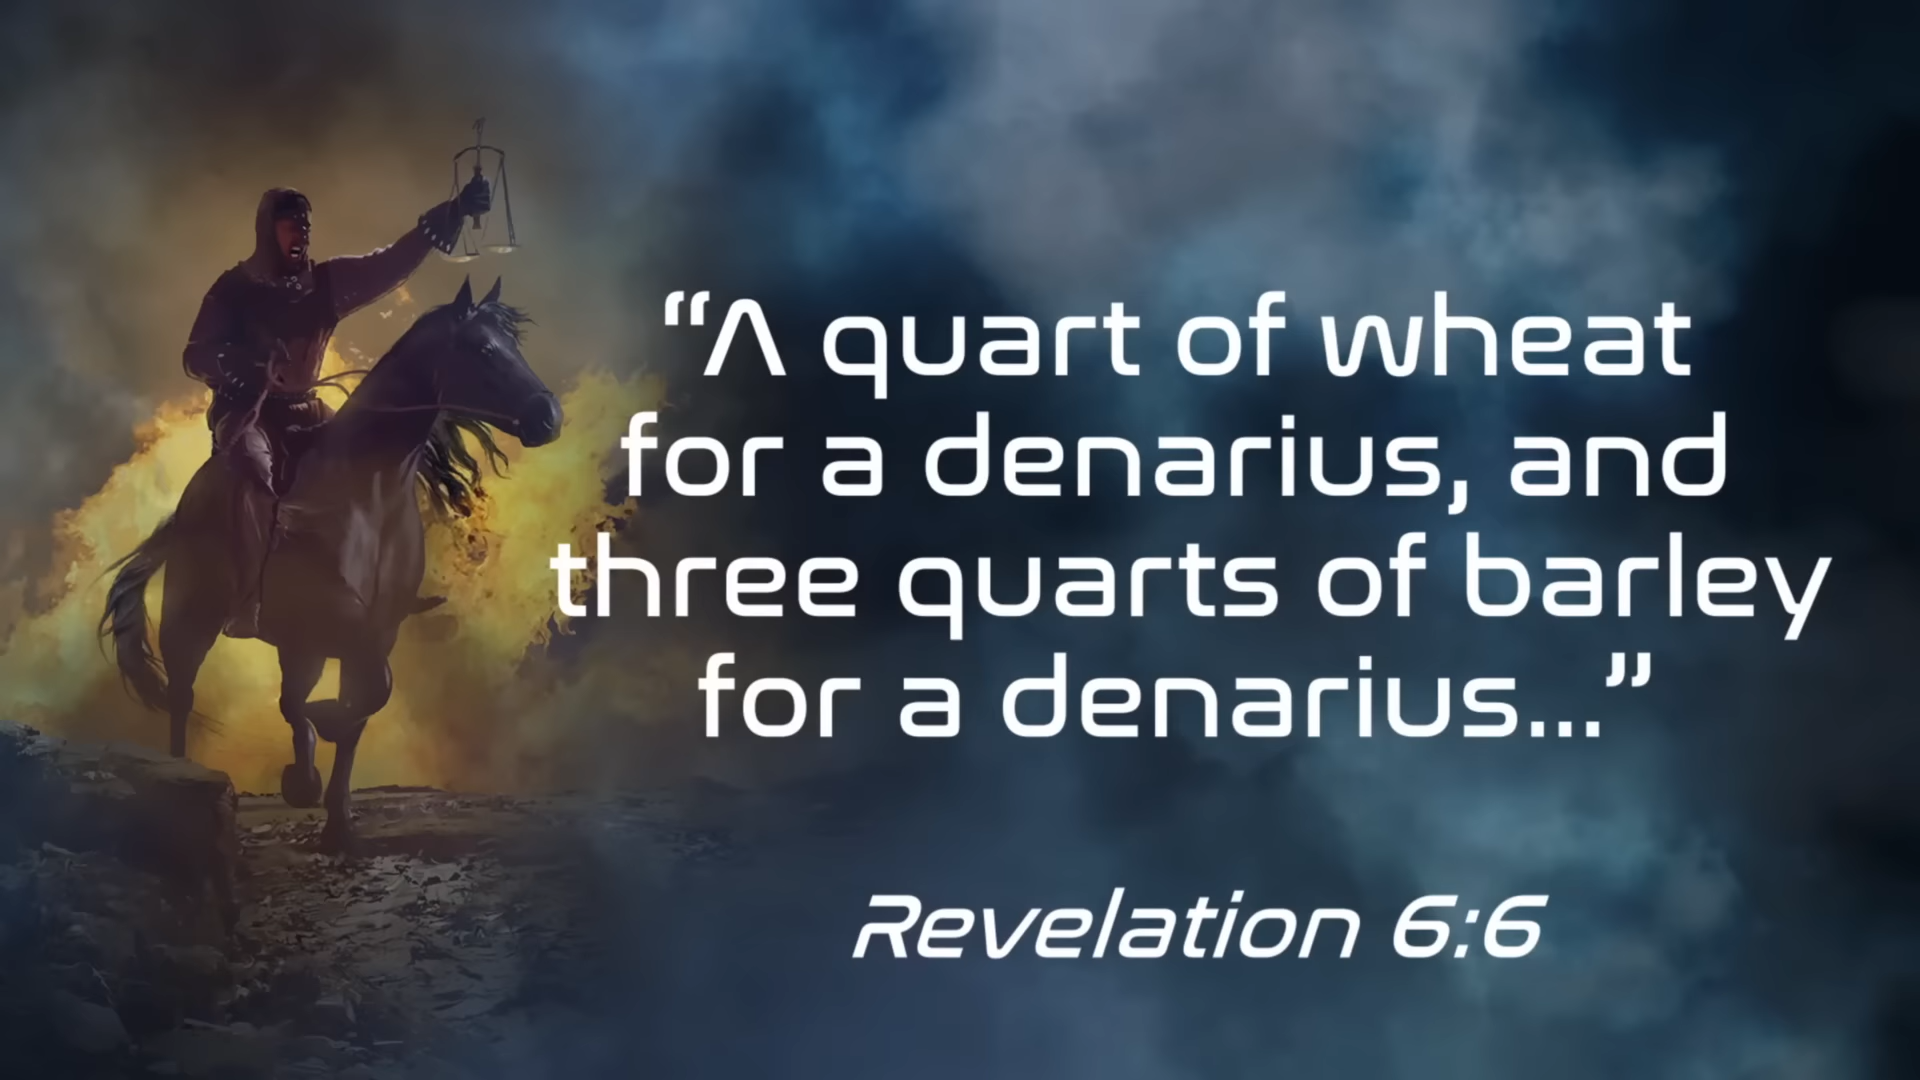 “A quart of wheat
for a denarius, and
three quarts of barley
for a denarius...”
Revelation 6:6